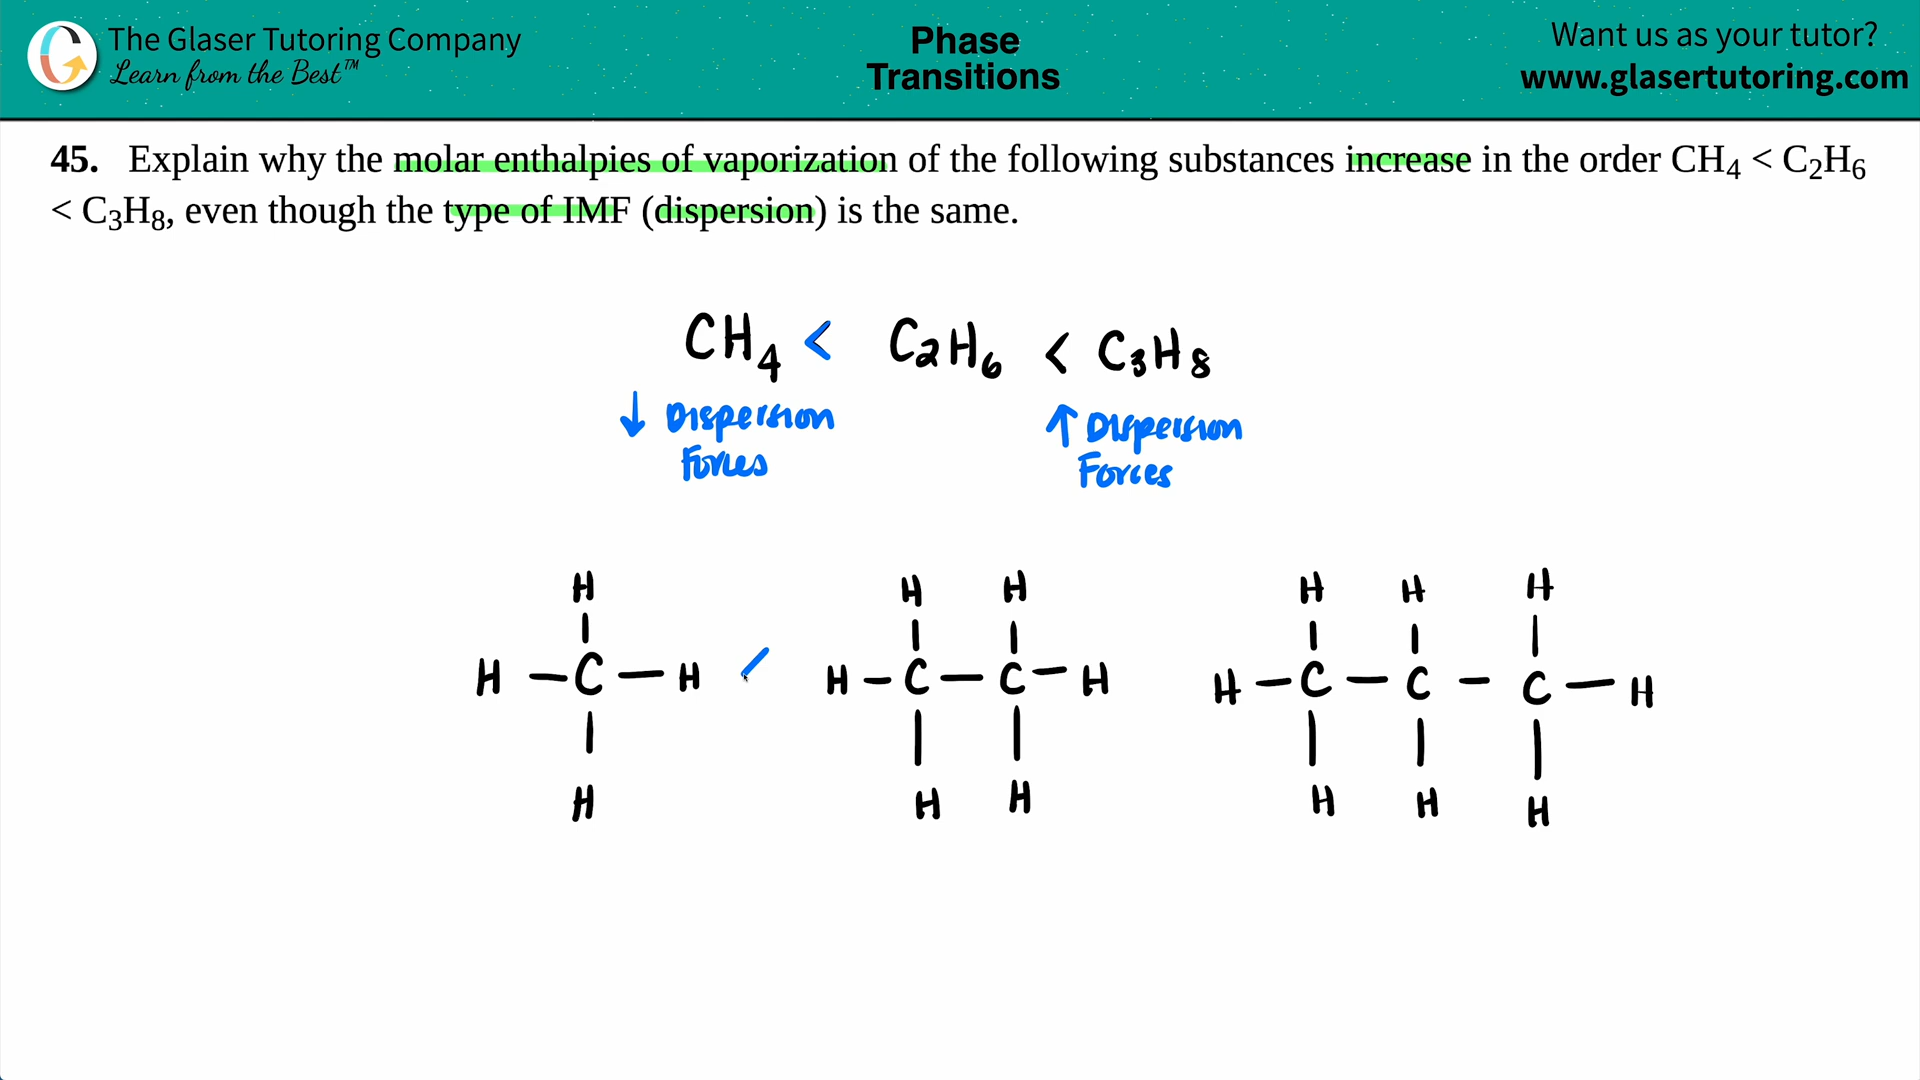 The Glaser Tutoring Company
Learn from the Best™
Phase
Transitions
Want us as your tutor?
www.glasertutoring.com
45. Explain why the molar enthalpies of vaporization of the following substances increase in the order CH₄ < C₂H₆
< C₃H₈, even though the type of IMF (dispersion) is the same.
CH₄ < C₂H₆ < C₃H₈
↓ Dispersion Forces
↑ Dispersion Forces
H H H H H H
H – C – H H – C – C – H H – C – C – C – H
H H H H H H